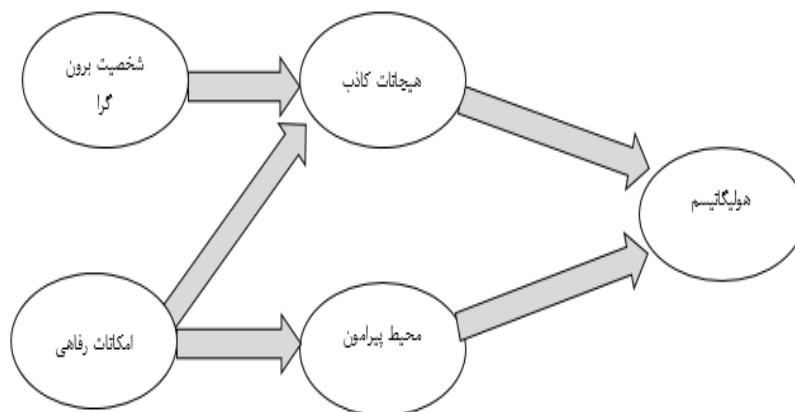 شخصیت برون
گرا
هیجانات کاذب
هولیگانیسم
امکانات رفاهی
محیط پیرامون